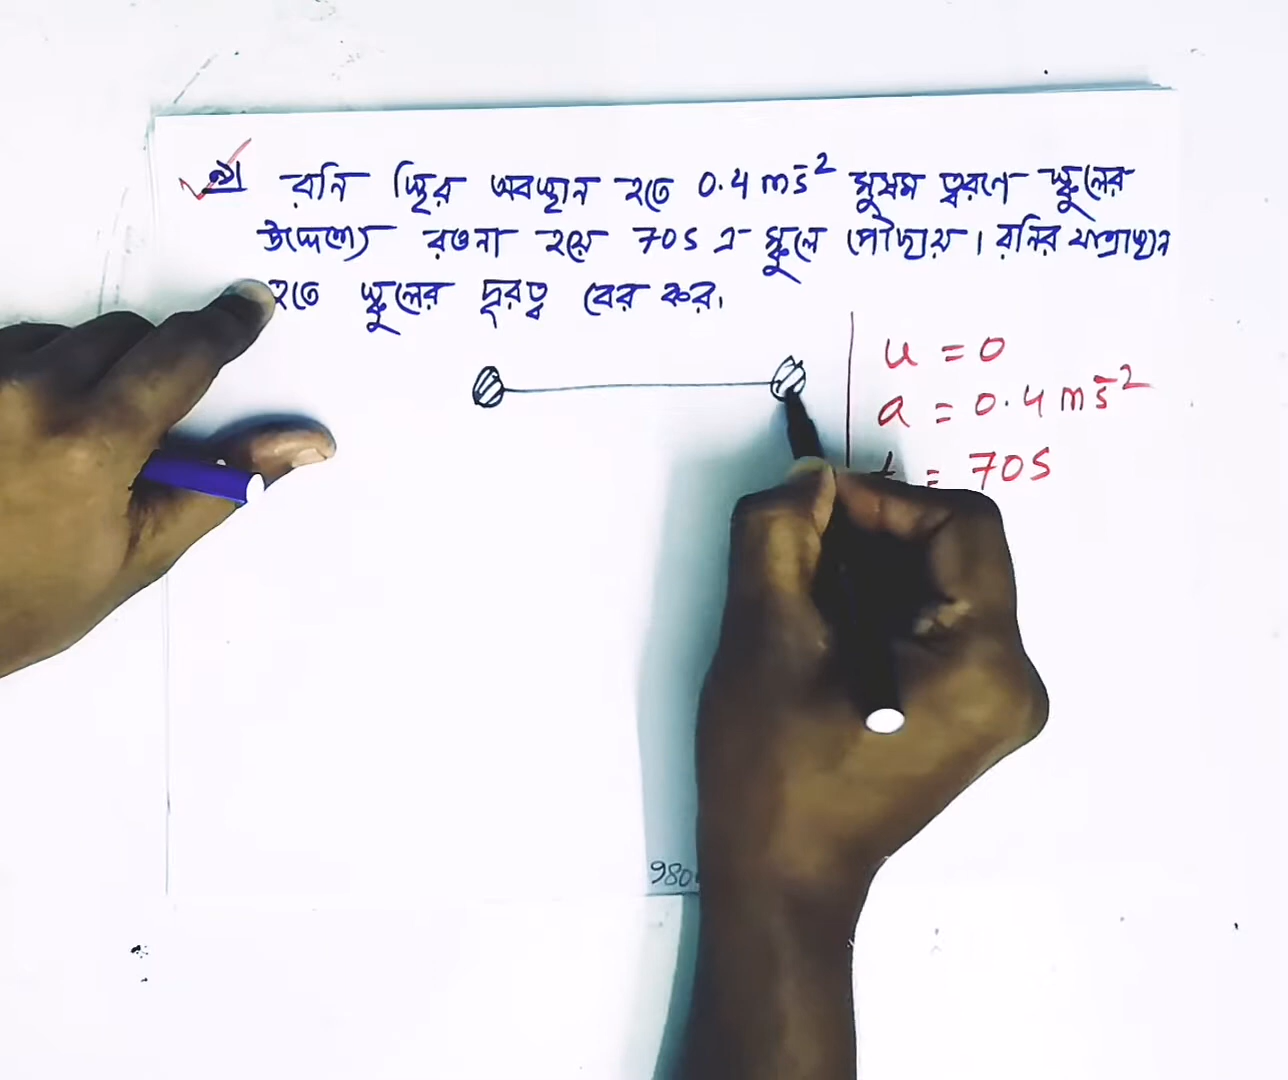 ৯। রনি স্থির অবস্থান হতে 0.4 ms⁻² সুষম ত্বরণে স্কুলের
উদ্দেশ্যে রওনা হয়ে 70s এ স্কুলে পৌঁছায়। রনির যাত্রাস্থান
হতে স্কুলের দূরত্ব বের কর।
u = 0
a = 0.4 ms⁻²
t = 70s
980